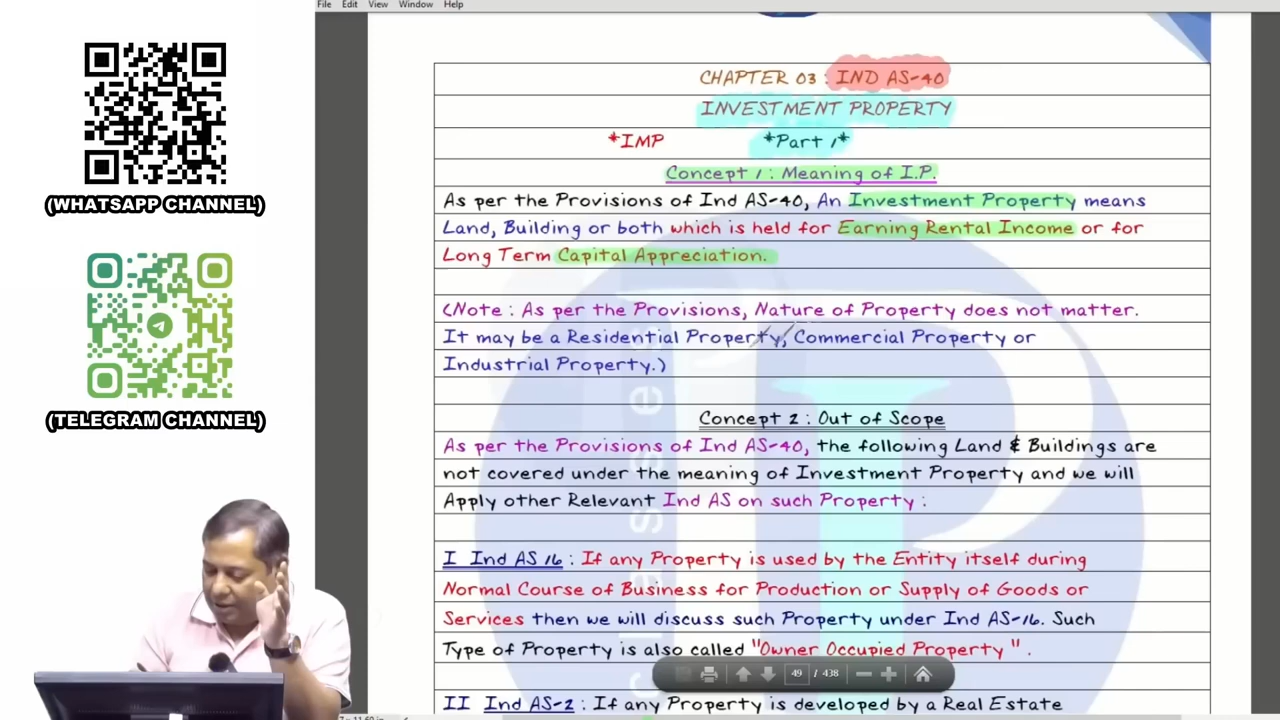 File Edit View Window Help
(WHATSAPP CHANNEL)
(TELEGRAM CHANNEL)
CHAPTER 03 : IND AS-40
INVESTMENT PROPERTY
*IMP *Part 1*
Concept 1 : Meaning of I.P.
As per the Provisions of Ind AS-40, An Investment Property means
Land, Building or both which is held for Earning Rental Income or for
Long Term Capital Appreciation.
(Note : As per the Provisions, Nature of Property does not matter.
It may be a Residential Property, Commercial Property or
Industrial Property.)
Concept 2 : Out of Scope
As per the Provisions of Ind AS-40, the following Land & Buildings are
not covered under the meaning of Investment Property and we will
Apply other Relevant Ind AS on such Property :
I Ind AS 16 : If any Property is used by the Entity itself during
Normal Course of Business for Production or Supply of Goods or
Services then we will discuss such Property under Ind AS-16. Such
Type of Property is also called "Owner Occupied Property ".
49 / 438
II Ind AS-2 : If any Property is developed by a Real Estate